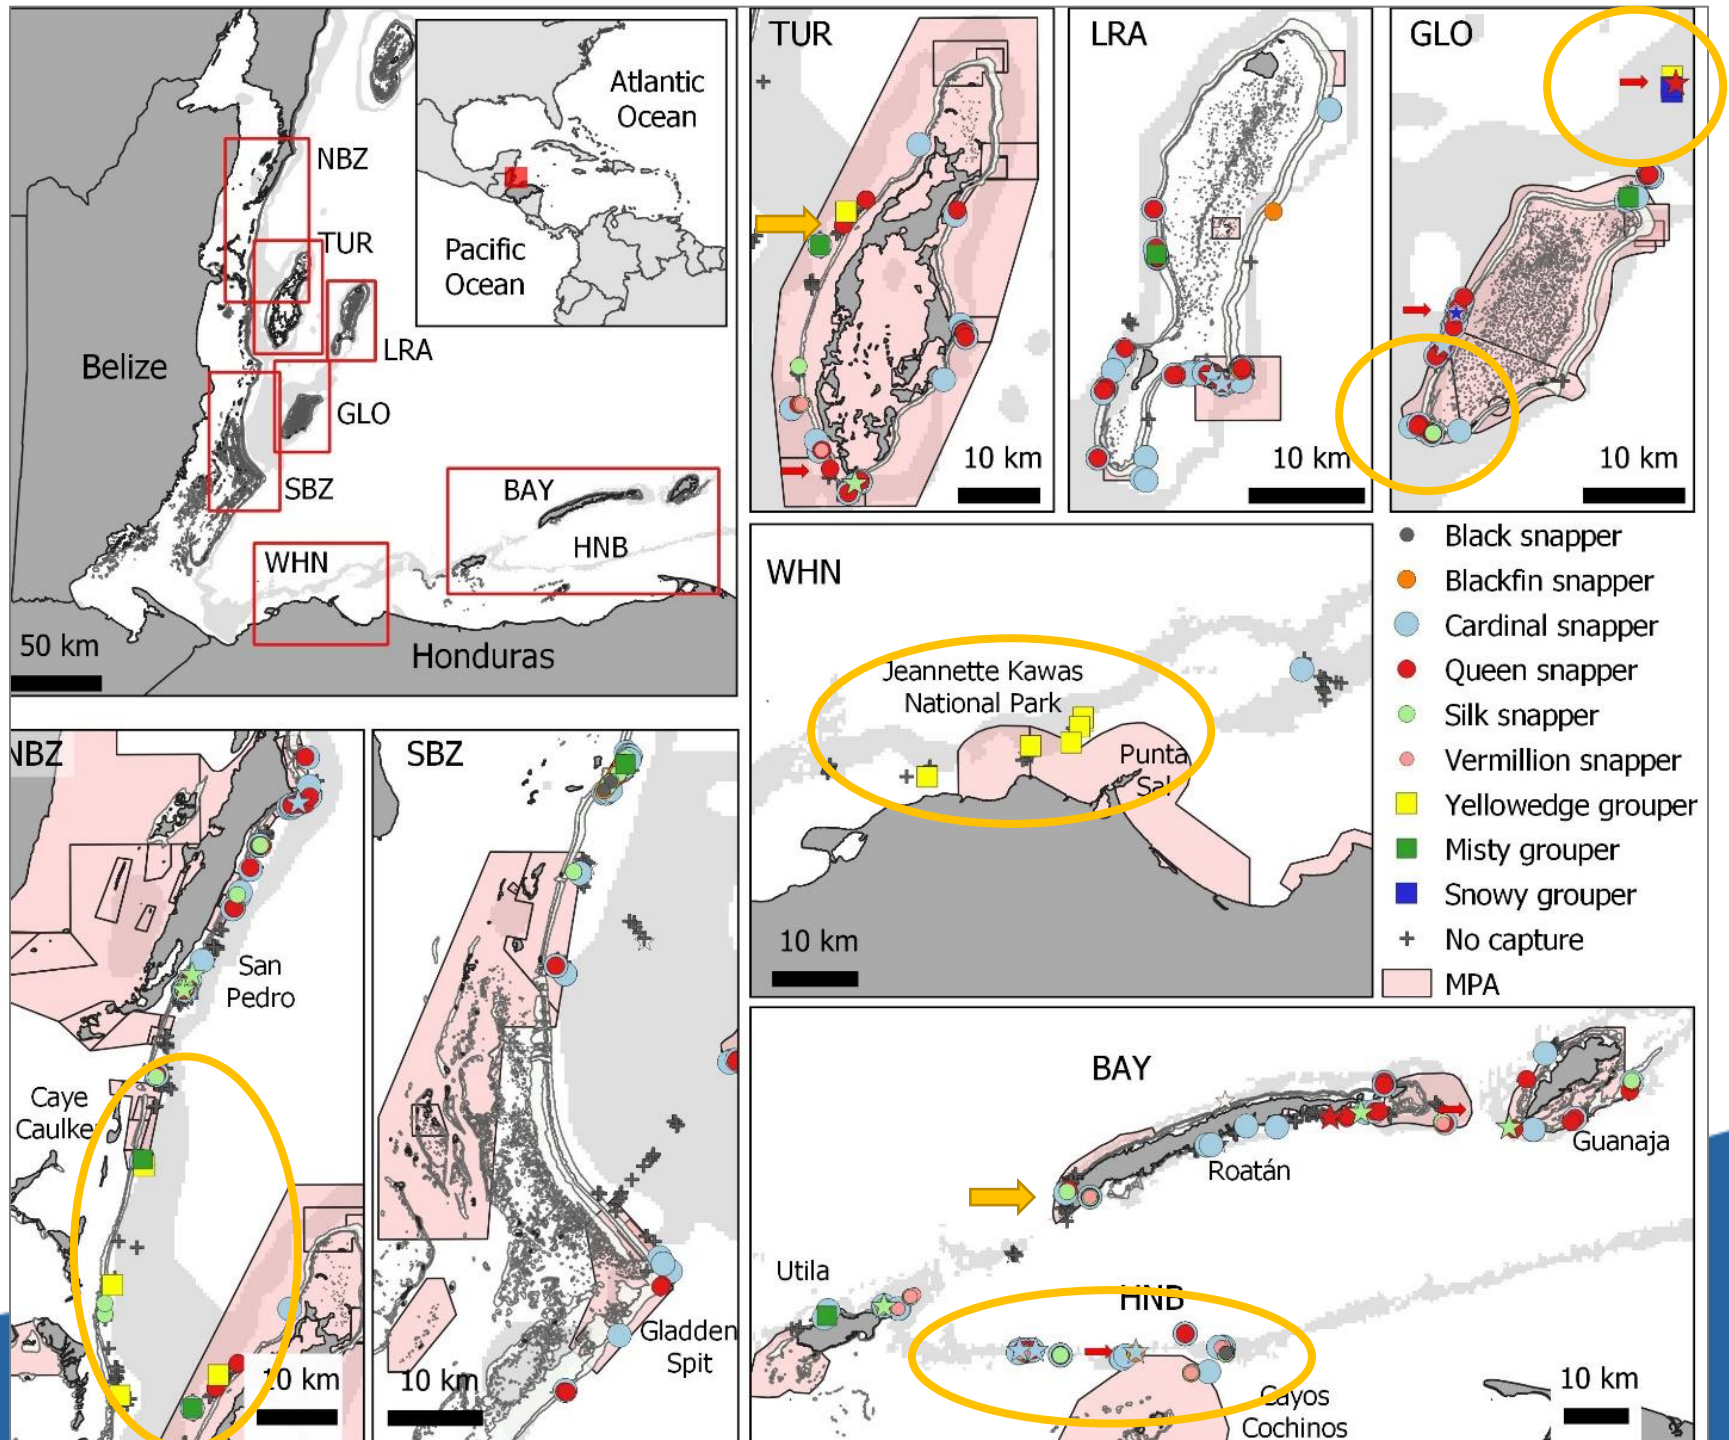 Atlantic
Ocean
Pacific
Ocean
NBZ
TUR
Belize
LRA
GLO
SBZ
BAY
HNB
WHN
50 km
Honduras
TUR
10 km
LRA
10 km
GLO
10 km
WHN
Jeannette Kawas
National Park
Punta
Sal
10 km
Black snapper
Blackfin snapper
Cardinal snapper
Queen snapper
Silk snapper
Vermillion snapper
Yellowedge grouper
Misty grouper
Snowy grouper
No capture
MPA
NBZ
San
Pedro
Caye
Caulker
10 km
SBZ
Gladden
Spit
10 km
BAY
Roatán
Guanaja
Utila
HNB
Cayos
Cochinos
10 km